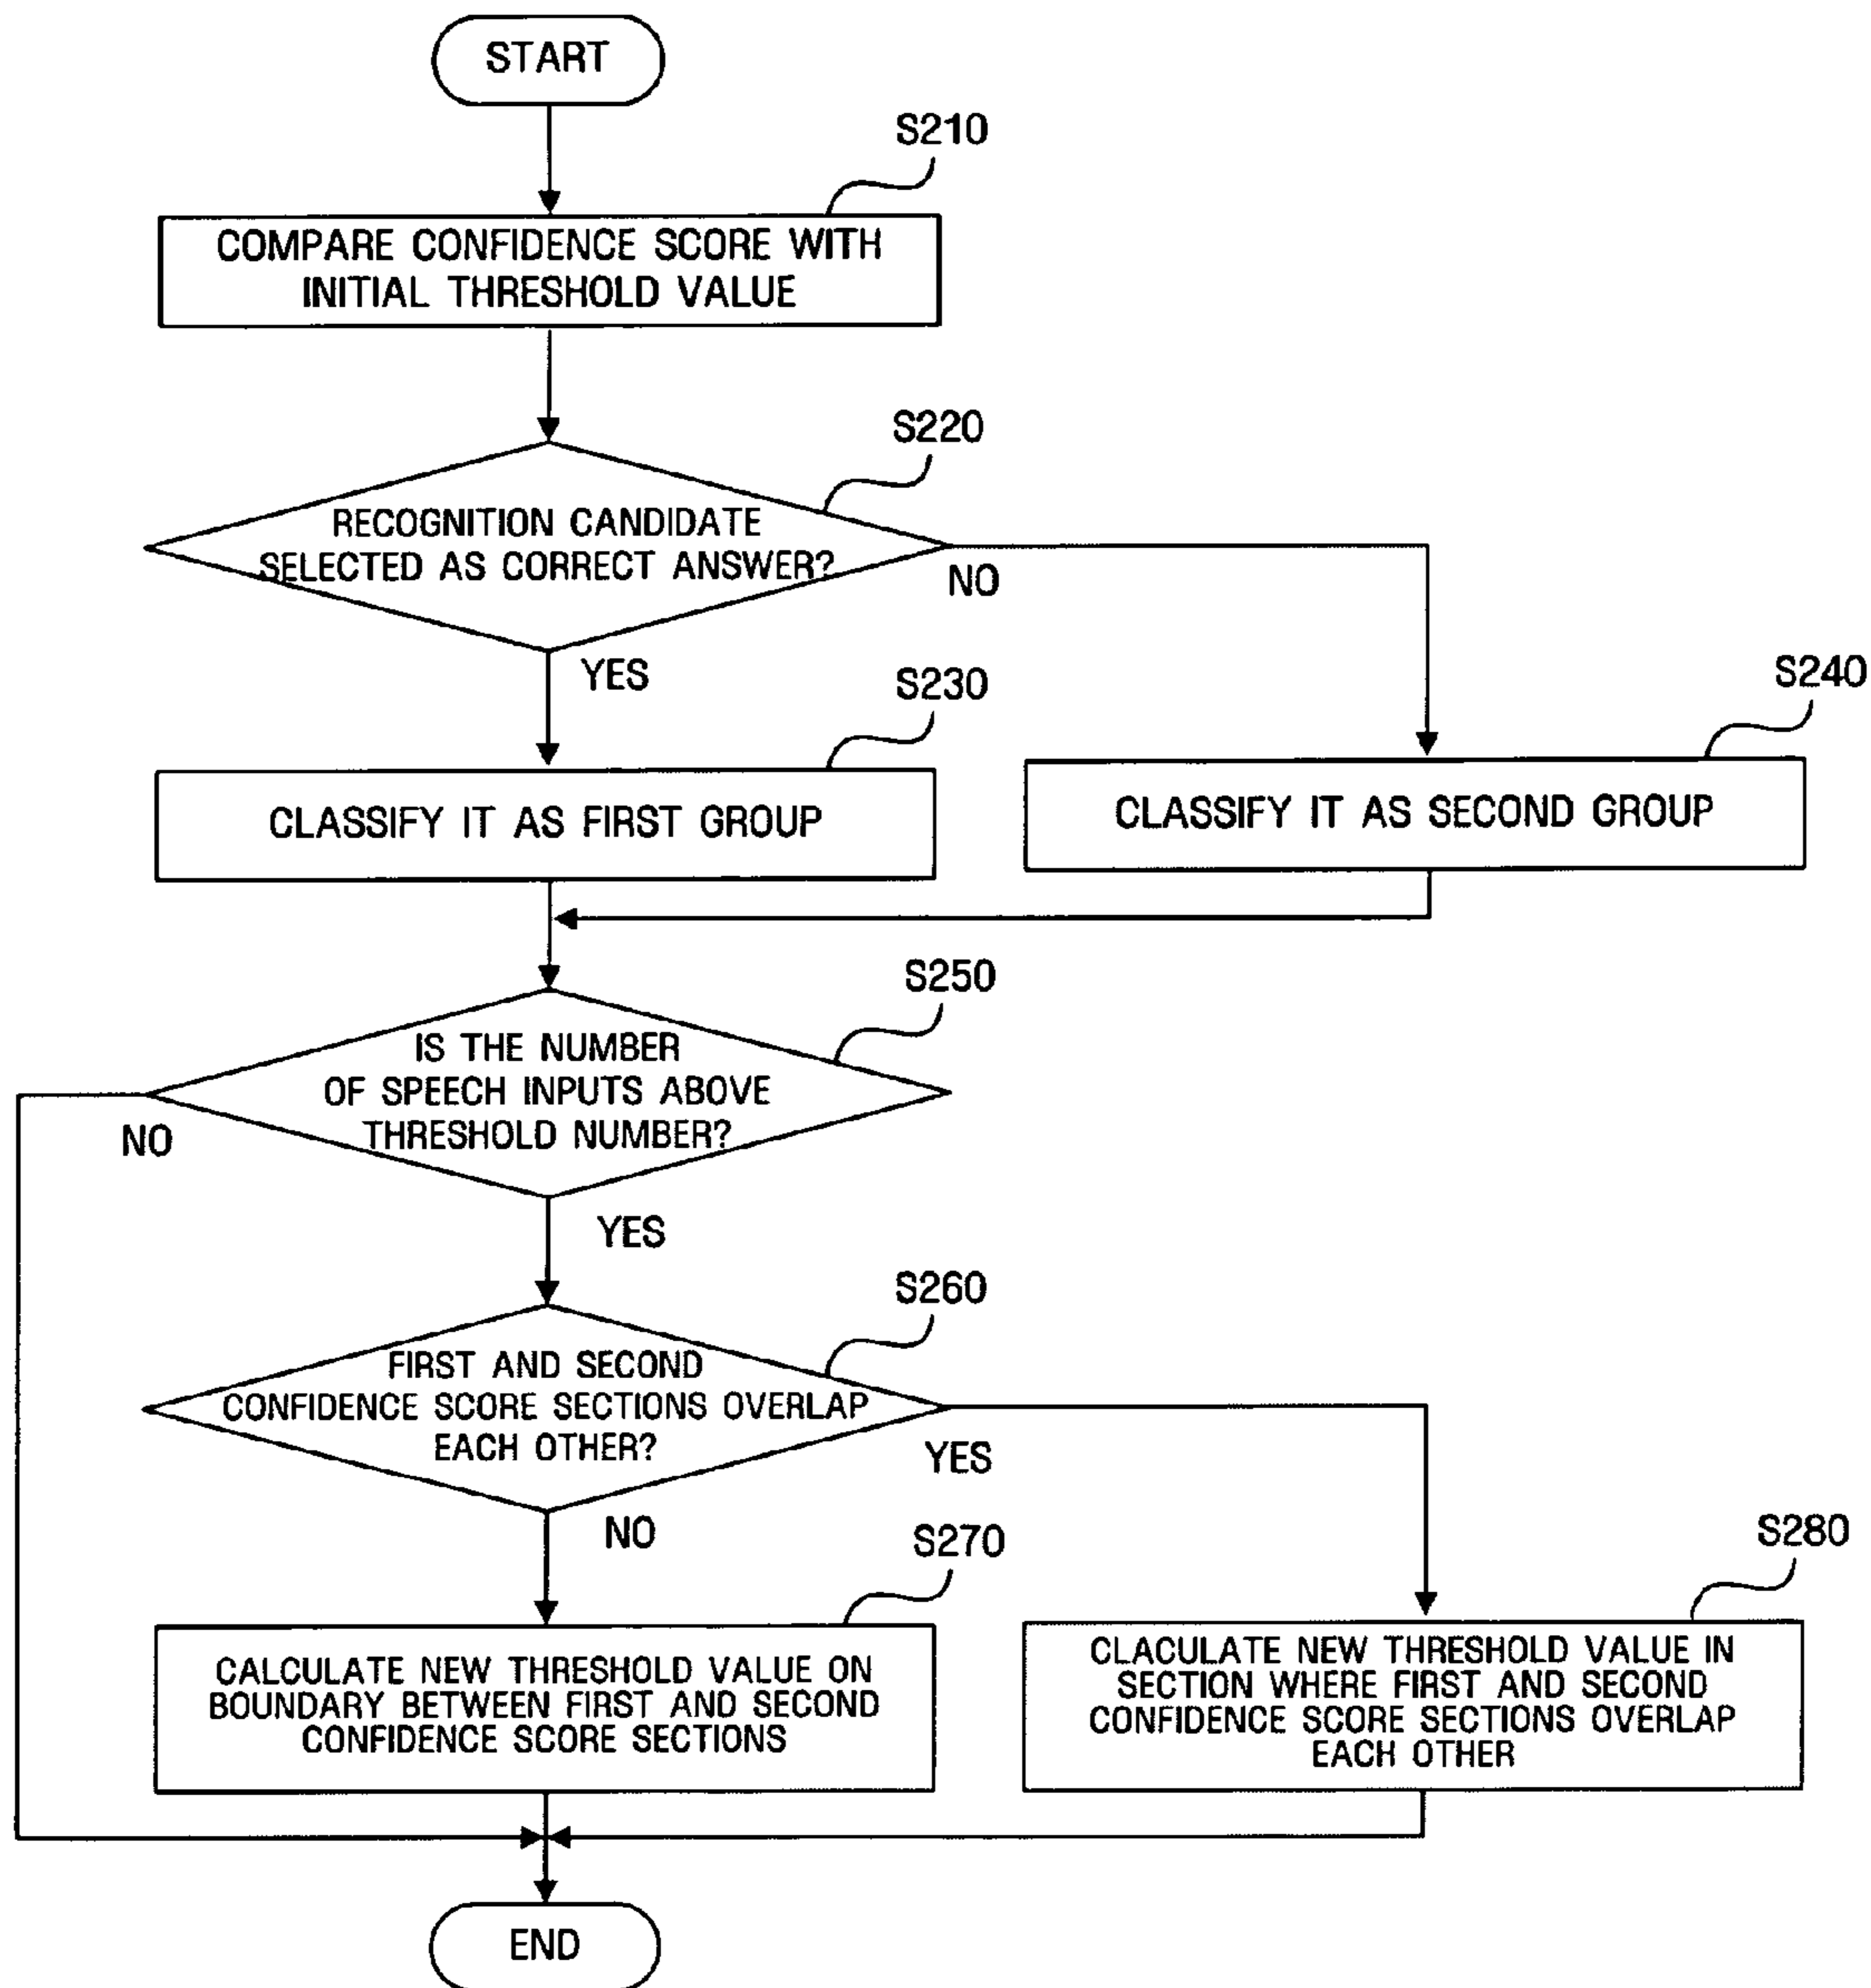 START
S210
COMPARE CONFIDENCE SCORE WITH
INITIAL THRESHOLD VALUE
S220
RECOGNITION CANDIDATE
SELECTED AS CORRECT ANSWER?
NO
YES
S230
S240
CLASSIFY IT AS FIRST GROUP
CLASSIFY IT AS SECOND GROUP
S250
IS THE NUMBER
OF SPEECH INPUTS ABOVE
THRESHOLD NUMBER?
NO
YES
S260
FIRST AND SECOND
CONFIDENCE SCORE SECTIONS OVERLAP
EACH OTHER?
YES
NO
S270
S280
CALCULATE NEW THRESHOLD VALUE ON
BOUNDARY BETWEEN FIRST AND SECOND
CONFIDENCE SCORE SECTIONS
CLACULATE NEW THRESHOLD VALUE IN
SECTION WHERE FIRST AND SECOND
CONFIDENCE SCORE SECTIONS OVERLAP
EACH OTHER
END